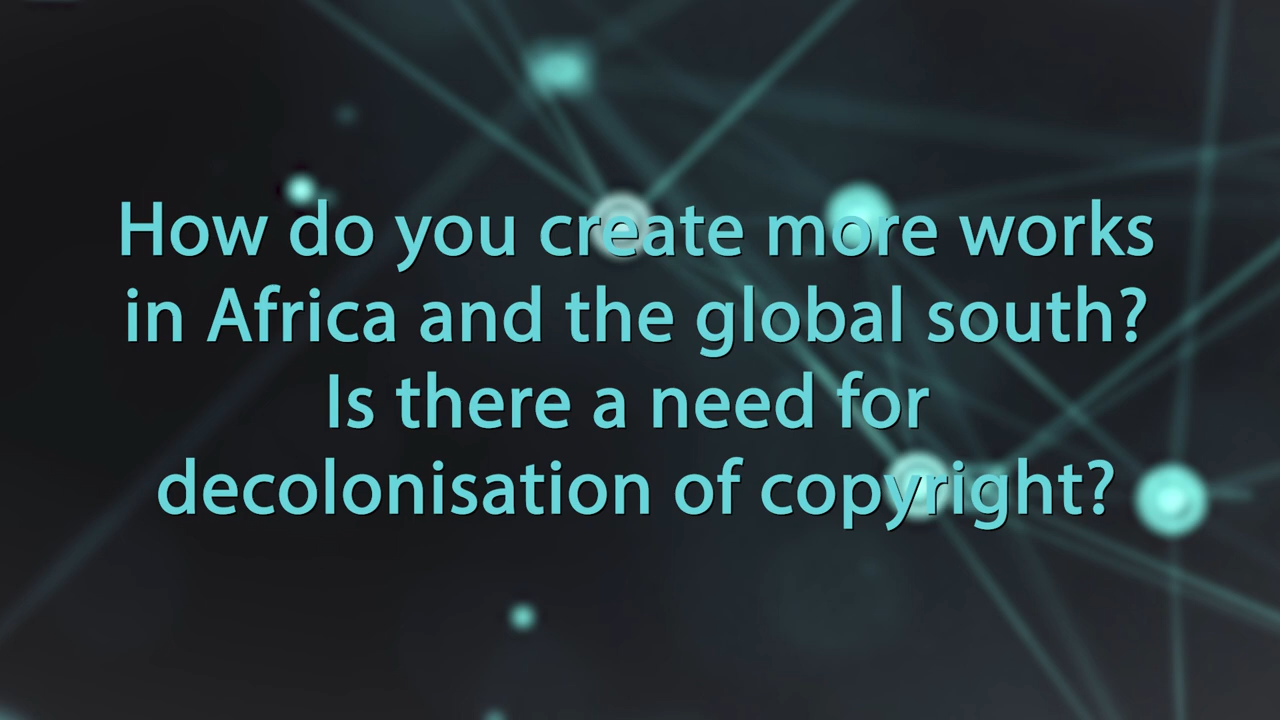 How do you create more works
in Africa and the global south?
Is there a need for
decolonisation of copyright?